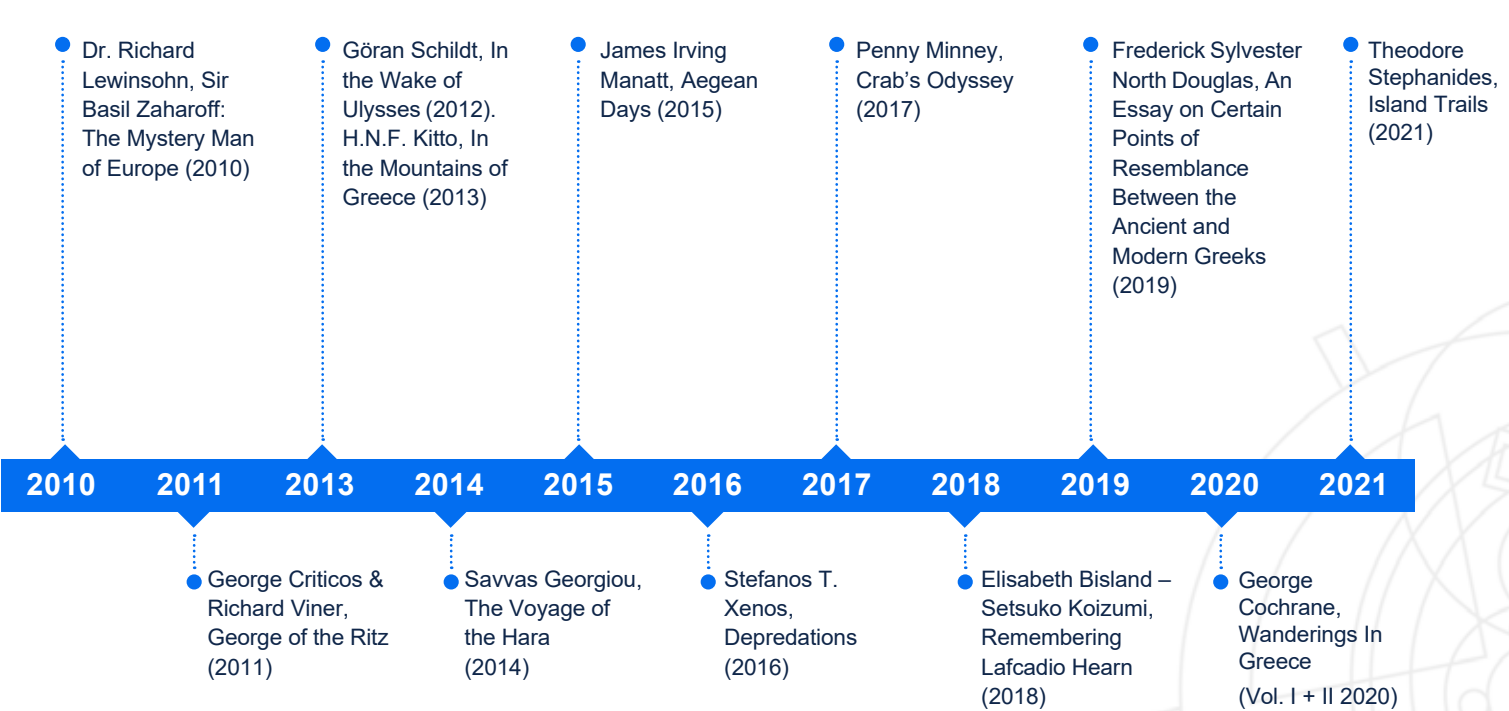 Dr. Richard
Lewinsohn, Sir
Basil Zaharoff:
The Mystery Man
of Europe (2010)
Göran Schildt, In
the Wake of
Ulysses (2012).
H.N.F. Kitto, In
the Mountains of
Greece (2013)
James Irving
Manatt, Aegean
Days (2015)
Penny Minney,
Crab’s Odyssey
(2017)
Frederick Sylvester
North Douglas, An
Essay on Certain
Points of
Resemblance
Between the
Ancient and
Modern Greeks
(2019)
Theodore
Stephanides,
Island Trails
(2021)
2010 2011 2013 2014 2015 2016 2017 2018 2019 2020 2021
George Criticos &
Richard Viner,
George of the Ritz
(2011)
Savvas Georgiou,
The Voyage of
the Hara
(2014)
Stefanos T.
Xenos,
Depredations
(2016)
Elisabeth Bisland –
Setsuko Koizumi,
Remembering
Lafcadio Hearn
(2018)
George
Cochrane,
Wanderings In
Greece
(Vol. I + II 2020)